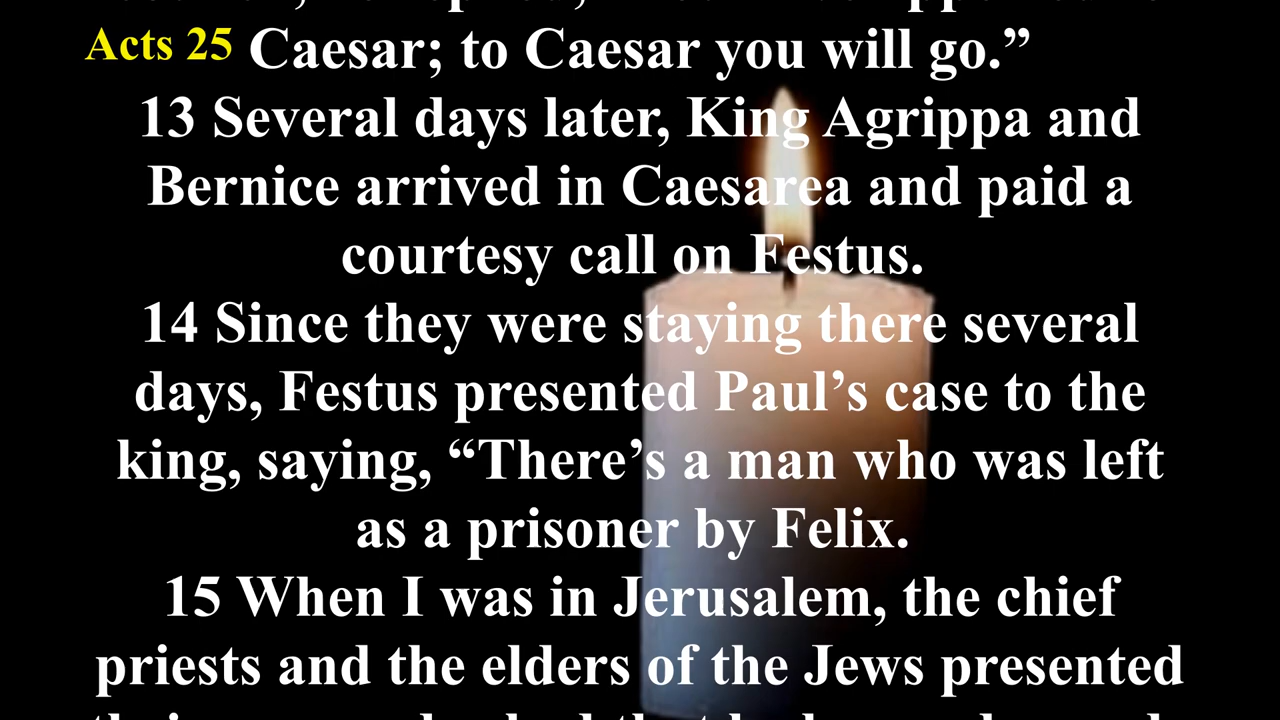 Acts 25 Caesar; to Caesar you will go.”
13 Several days later, King Agrippa and
Bernice arrived in Caesarea and paid a
courtesy call on Festus.
14 Since they were staying there several
days, Festus presented Paul’s case to the
king, saying, “There’s a man who was left
as a prisoner by Felix.
15 When I was in Jerusalem, the chief
priests and the elders of the Jews presented